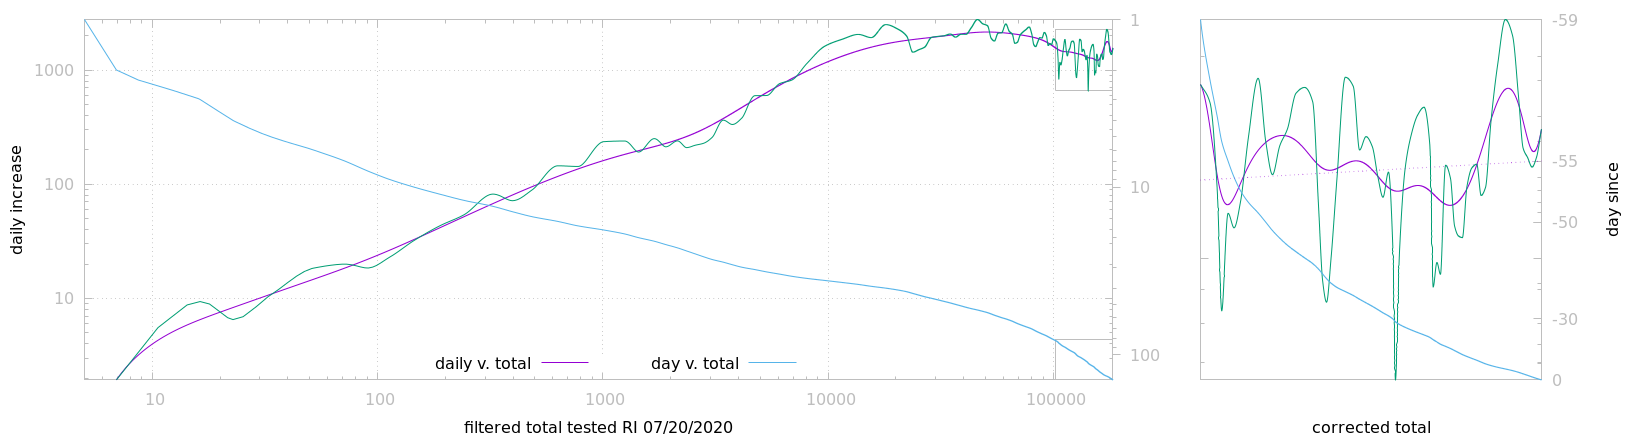 daily increase
1000
100
10
10
100
1000
10000
100000
1
10
100
daily v. total
day v. total
filtered total tested RI 07/20/2020
-59
-55
-50
-30
0
day since
corrected total